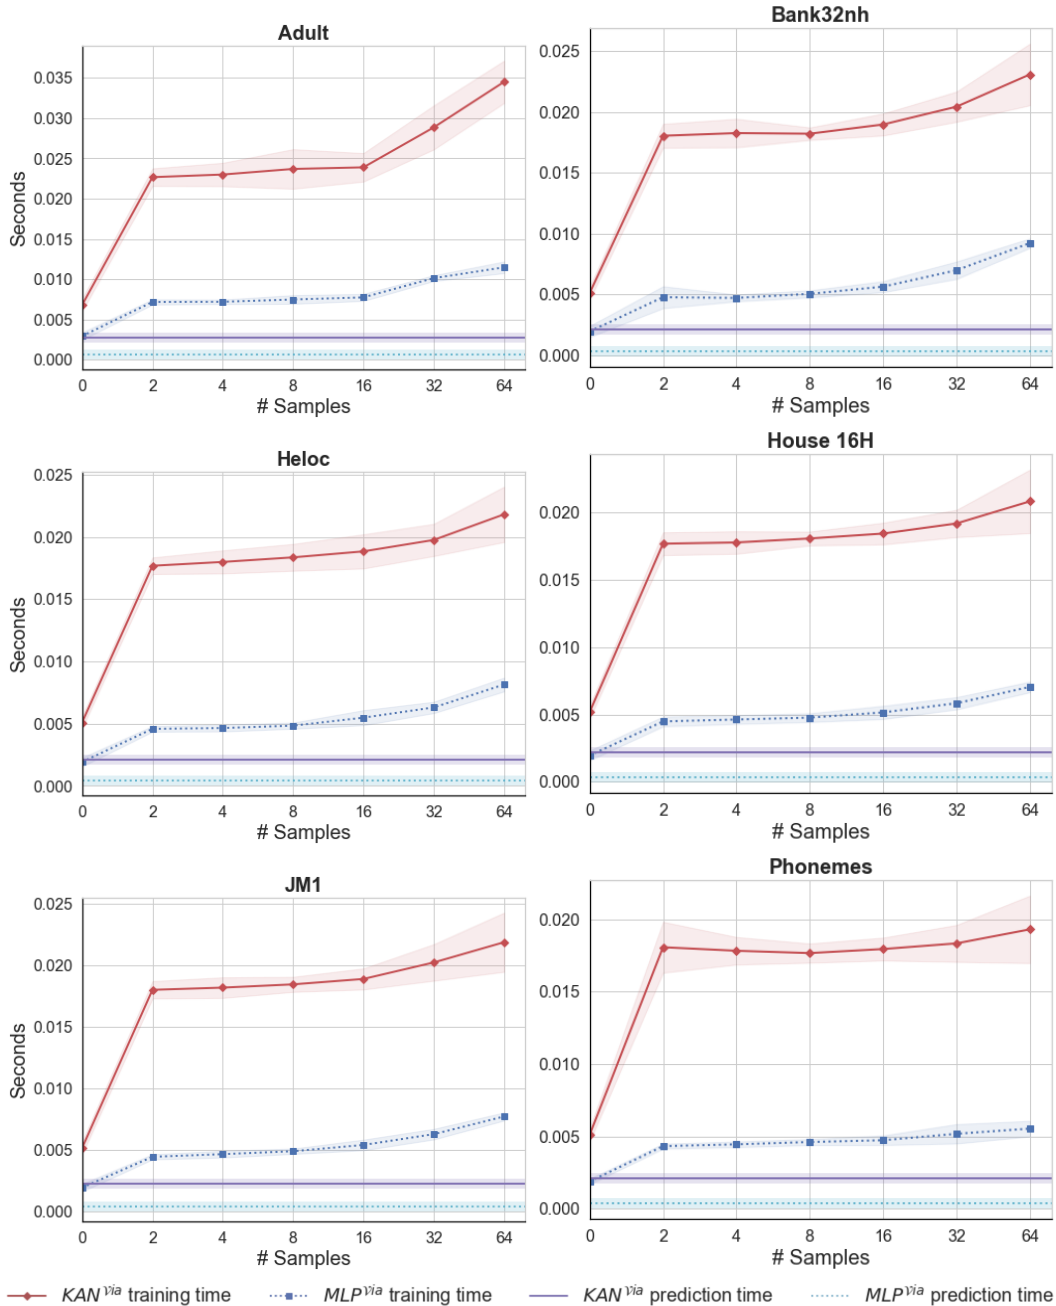 Adult
0.035
0.030
0.025
0.020
0.015
0.010
0.005
0.000
Seconds
0 2 4 8 16 32 64
# Samples
Bank32nh
0.025
0.020
0.015
0.010
0.005
0.000
0 2 4 8 16 32 64
# Samples
Heloc
0.025
0.020
0.015
0.010
0.005
0.000
Seconds
0 2 4 8 16 32 64
# Samples
House 16H
0.020
0.015
0.010
0.005
0.000
0 2 4 8 16 32 64
# Samples
JM1
0.025
0.020
0.015
0.010
0.005
0.000
Seconds
0 2 4 8 16 32 64
# Samples
Phonemes
0.020
0.015
0.010
0.005
0.000
0 2 4 8 16 32 64
# Samples
KAN^𝒱ia training time MLP^𝒱ia training time KAN^𝒱ia prediction time MLP^𝒱ia prediction time